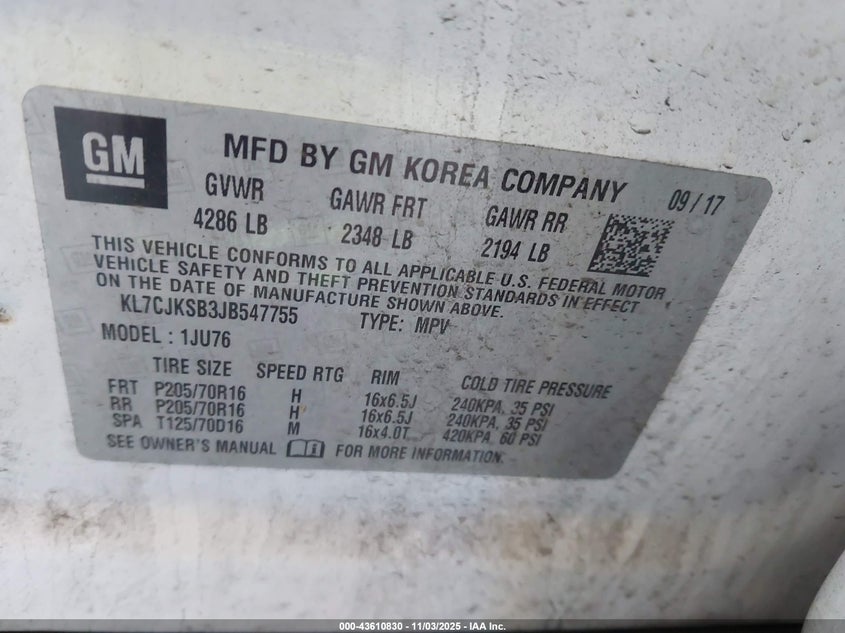 GM
MFD BY GM KOREA COMPANY 09/17
GVWR GAWR FRT GAWR RR
4286 LB 2348 LB 2194 LB
THIS VEHICLE CONFORMS TO ALL APPLICABLE U.S. FEDERAL MOTOR
VEHICLE SAFETY AND THEFT PREVENTION STANDARDS IN EFFECT
ON THE DATE OF MANUFACTURE SHOWN ABOVE.
KL7CJKSB3JB547755 TYPE: MPV
MODEL : 1JU76
TIRE SIZE SPEED RTG RIM COLD TIRE PRESSURE
FRT P205/70R16 H 16x6.5J 240KPA, 35 PSI
RR P205/70R16 H 16x6.5J 240KPA, 35 PSI
SPA T125/70D16 M 16x4.0T 420KPA, 60 PSI
SEE OWNER'S MANUAL FOR MORE INFORMATION.
000-43610830 - 11/03/2025 - IAA Inc.